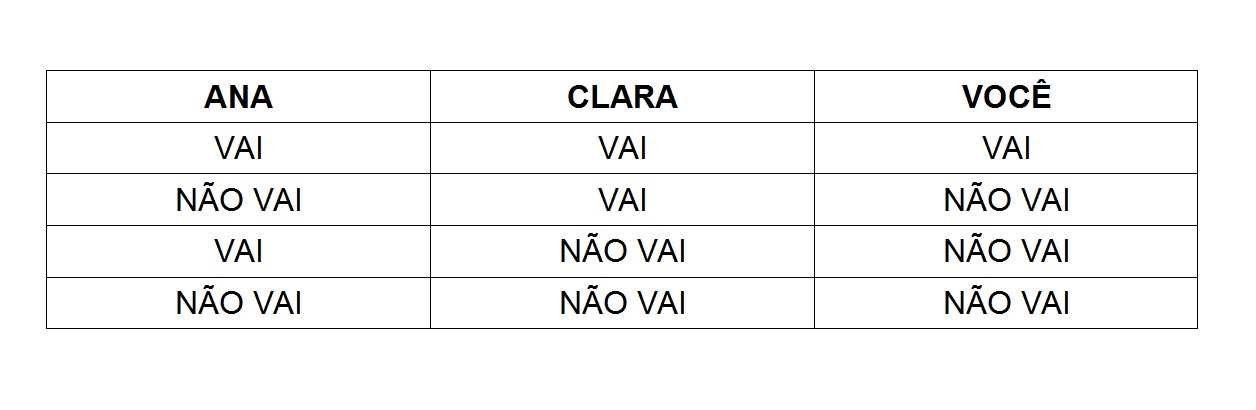 ANA CLARA VOCÊ
VAI VAI VAI
NÃO VAI VAI NÃO VAI
VAI NÃO VAI NÃO VAI
NÃO VAI NÃO VAI NÃO VAI